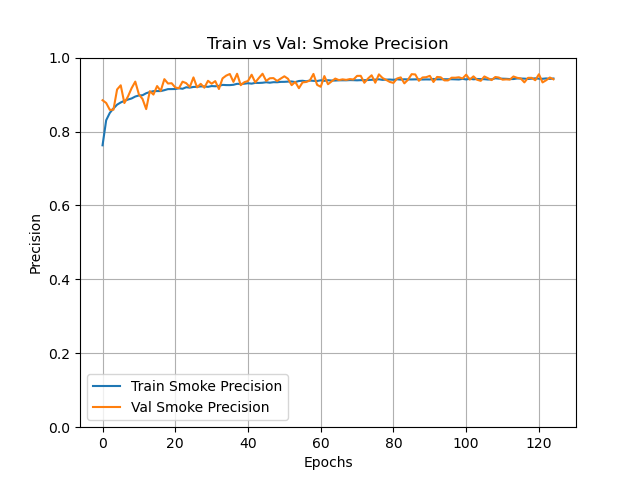 Train vs Val: Smoke Precision
1.0
0.8
0.6
0.4
0.2
0.0
Precision
Train Smoke Precision
Val Smoke Precision
0 20 40 60 80 100 120
Epochs